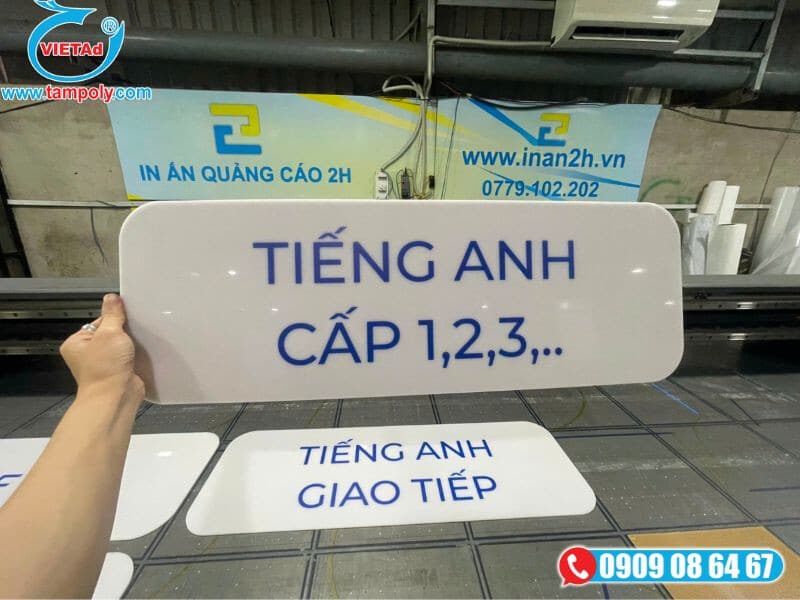 VIETAd
®
www.tampoly.com
IN ẤN QUẢNG CÁO 2H
www.inan2h.vn
0779.102.202
TIẾNG ANH
CẤP 1,2,3,..
TIẾNG ANH
GIAO TIẾP
0909 08 64 67